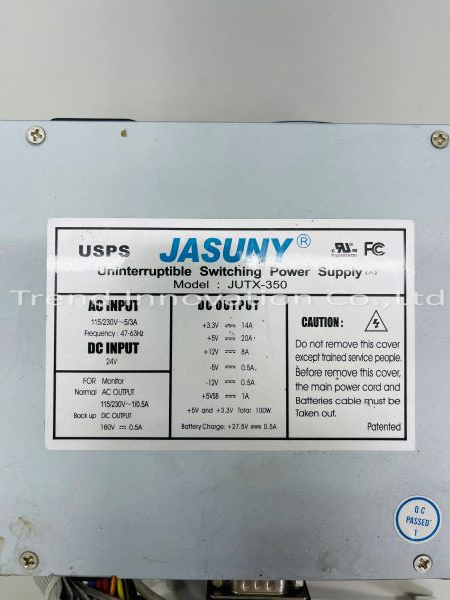 USPS
JASUNY®
Uninterruptible Switching Power Supply
Model : JUTX-350
FC
Trend Innovation Co.,Ltd
AC INPUT
115/230V~5/3A
Frequency : 47-63Hz
DC INPUT
24V
FOR Monitor
Normal AC OUTPUT
115/230V~1/0.5A
Back up DC OUTPUT
180V ⎓ 0.5A
DC OUTPUT
+3.3V ⎓ 14A
+5V ⎓ 20A
+12V ⎓ 8A
-5V ⎓ 0.5A
-12V ⎓ 0.5A
+5VSB ⎓ 1A
+5V and +3.3V Total 100W
Battery Charge : +27.5V ⎓ 0.5A
CAUTION :
Do not remove this cover
except trained service people.
Before remove this cover,
the main power cord and
Batteries cable must be
Taken out.
Patented
QC
PASSED
1